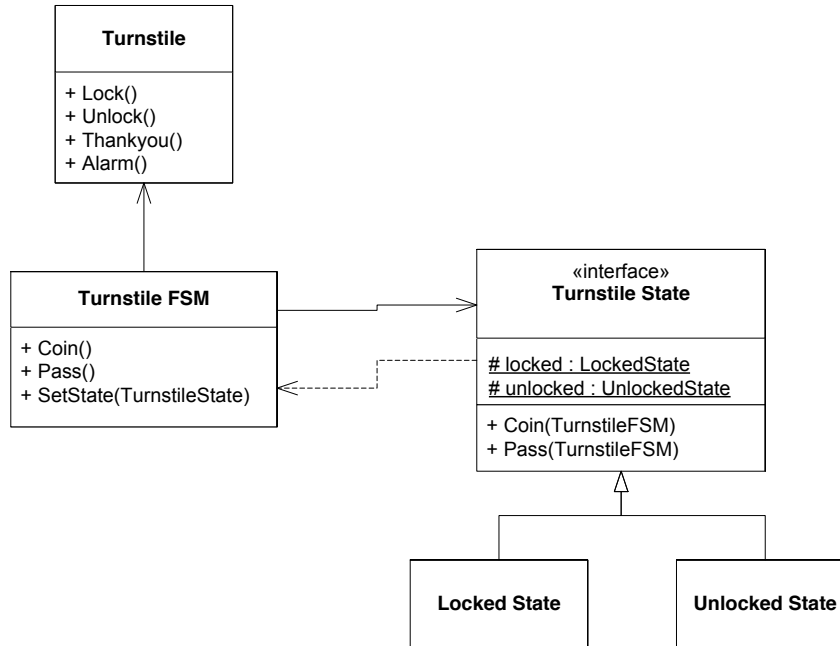 Turnstile
+ Lock()
+ Unlock()
+ Thankyou()
+ Alarm()
Turnstile FSM
+ Coin()
+ Pass()
+ SetState(TurnstileState)
«interface»
Turnstile State
# locked : LockedState
# unlocked : UnlockedState
+ Coin(TurnstileFSM)
+ Pass(TurnstileFSM)
Locked State
Unlocked State